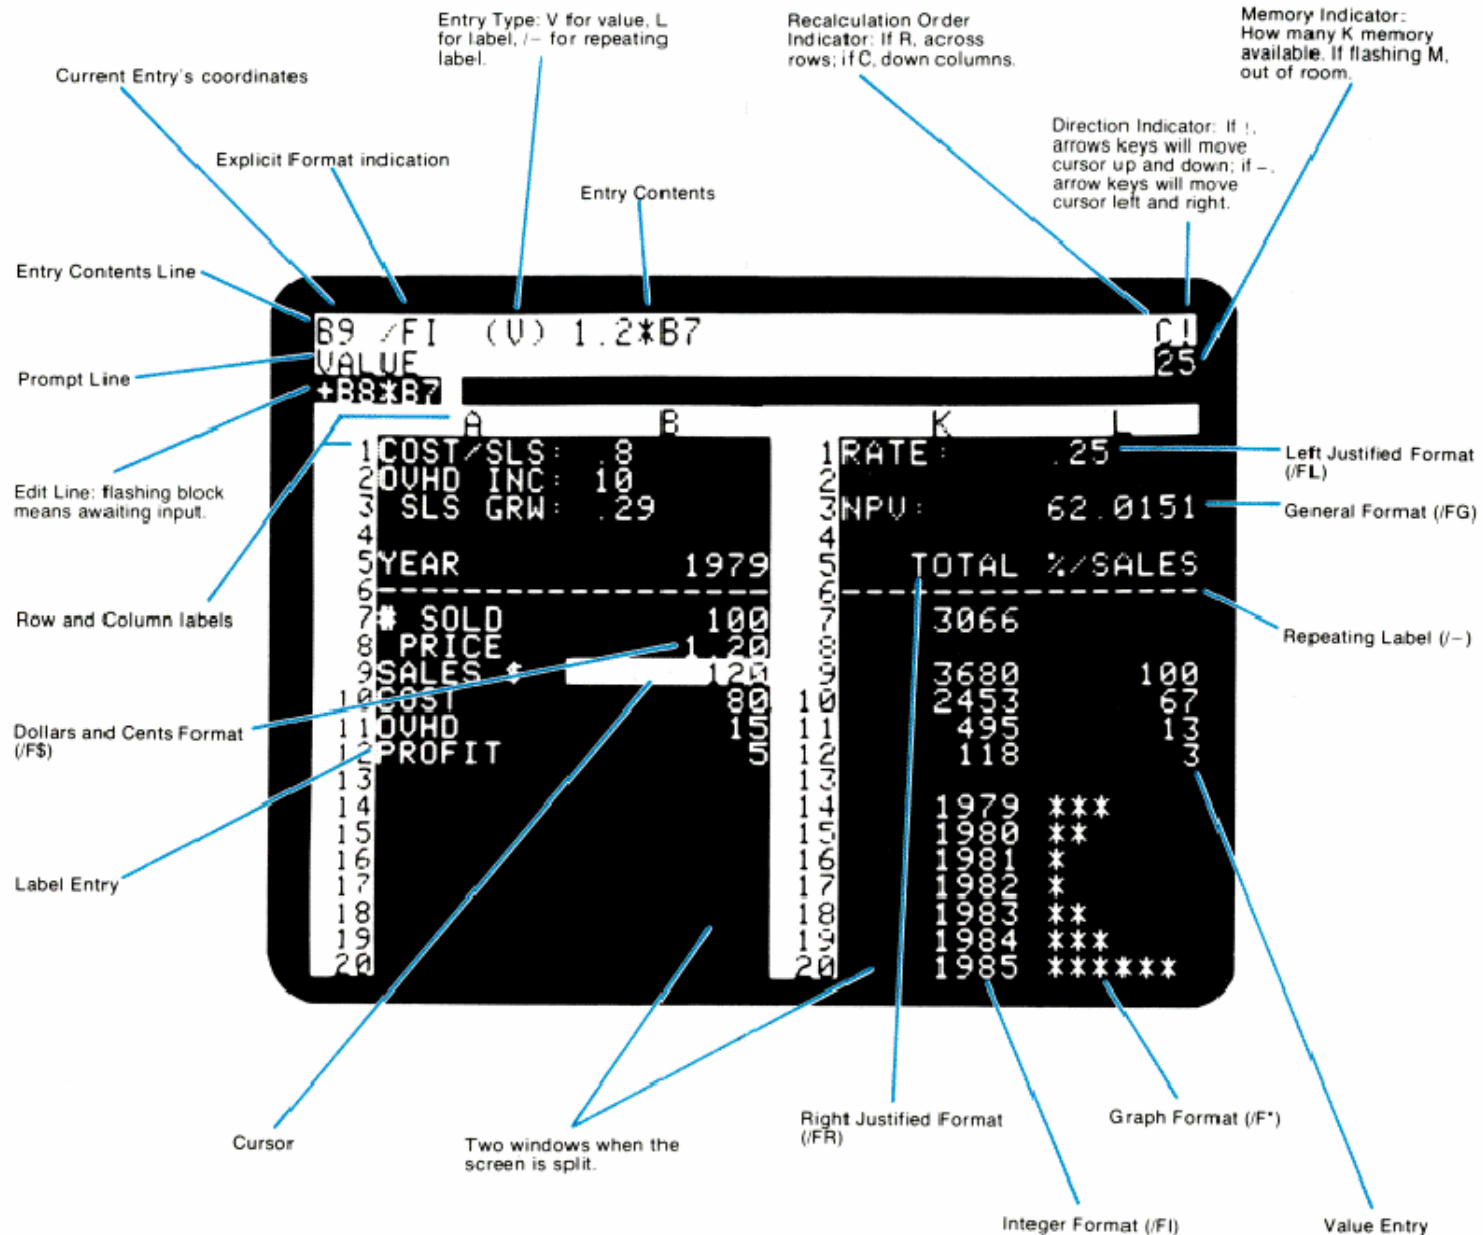 Entry Type: V for value, L
for label, /– for repeating
label.
Recalculation Order
Indicator: If R, across
rows; if C, down columns.
Memory Indicator:
How many K memory
available. If flashing M,
out of room.
Current Entry's coordinates
Direction Indicator: If !,
arrows keys will move
cursor up and down; if –,
arrow keys will move
cursor left and right.
Explicit Format indication
Entry Contents
Entry Contents Line
Prompt Line
Edit Line: flashing block
means awaiting input.
Row and Column labels
Dollars and Cents Format
(/F$)
Label Entry
B9 /FI (V) 1.2*B7 C!
VALUE 25
+B8*B7
A B K L
1 COST/SLS: .8 1 RATE: .25
2 OVHD INC: 10 2
3 SLS GRW: .29 3 NPV: 62.0151
4 4
5 YEAR 1979 5 TOTAL %/SALES
6 ------------------ 6 -----------------
7 # SOLD 100 7 3066
8 PRICE 1.20 8
9 SALES $ 120 9 3680 100
10 COST 80 10 2453 67
11 OVHD 15 11 495 13
12 PROFIT 5 12 118 3
13 13
14 14 1979 ***
15 15 1980 **
16 16 1981 *
17 17 1982 *
18 18 1983 **
19 19 1984 ***
20 20 1985 ******
Left Justified Format
(/FL)
General Format (/FG)
Repeating Label (/–)
Cursor
Two windows when the
screen is split.
Right Justified Format
(/FR)
Graph Format (/F*)
Integer Format (/FI)
Value Entry